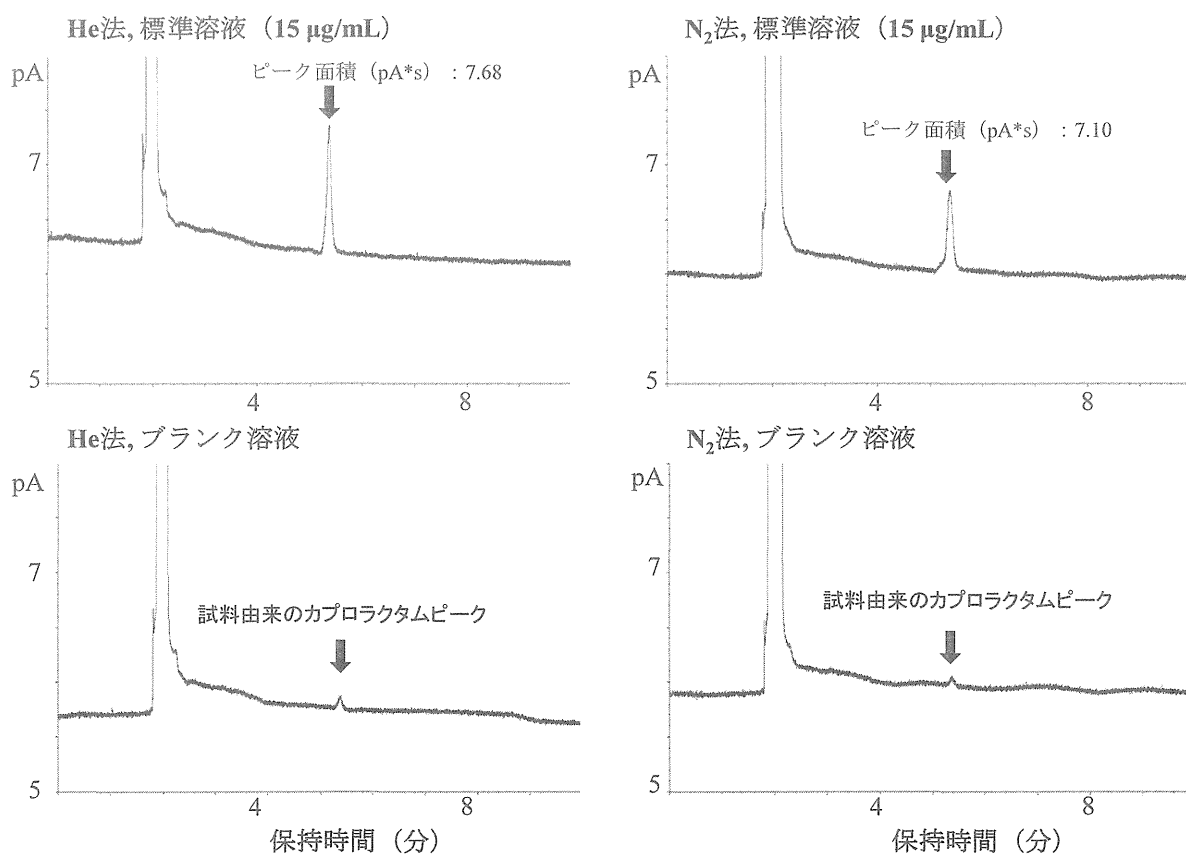 He法, 標準溶液（15 µg/mL）
pA
ピーク面積（pA*s）：7.68
7
5
4
8
N₂法, 標準溶液（15 µg/mL）
pA
ピーク面積（pA*s）：7.10
7
5
4
8
He法, ブランク溶液
pA
7
試料由来のカプロラクタムピーク
5
4
8
保持時間（分）
N₂法, ブランク溶液
pA
7
試料由来のカプロラクタムピーク
5
4
8
保持時間（分）